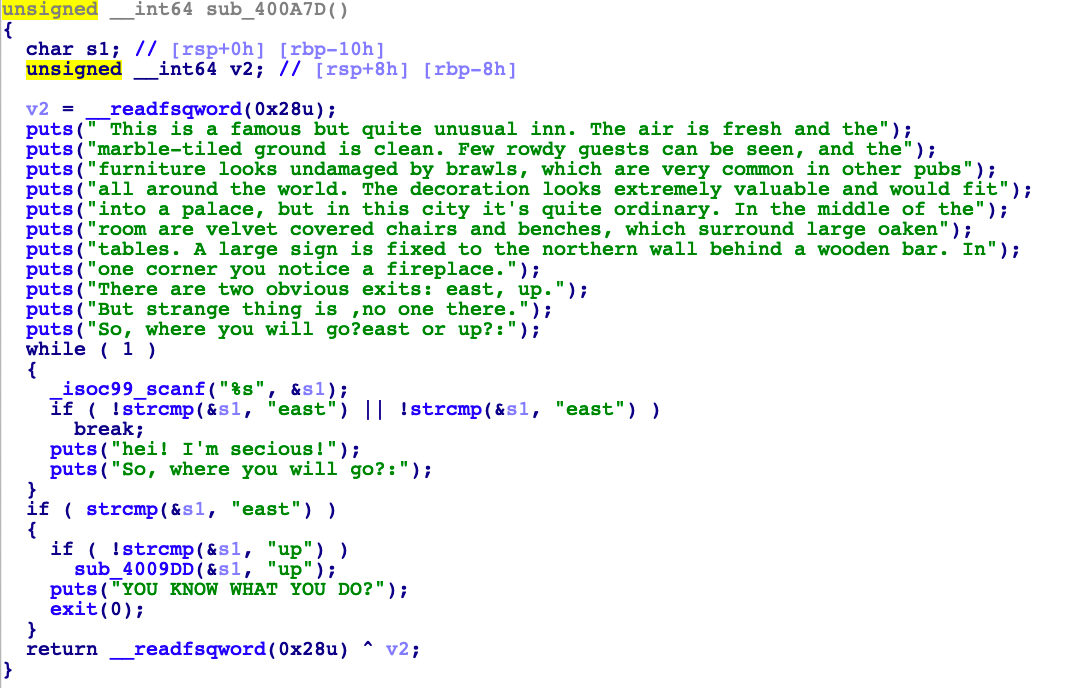 unsigned __int64 sub_400A7D()
{
  char s1; // [rsp+0h] [rbp-10h]
  unsigned __int64 v2; // [rsp+8h] [rbp-8h]

  v2 = __readfsqword(0x28u);
  puts(" This is a famous but quite unusual inn. The air is fresh and the");
  puts("marble-tiled ground is clean. Few rowdy guests can be seen, and the");
  puts("furniture looks undamaged by brawls, which are very common in other pubs");
  puts("all around the world. The decoration looks extremely valuable and would fit");
  puts("into a palace, but in this city it's quite ordinary. In the middle of the");
  puts("room are velvet covered chairs and benches, which surround large oaken");
  puts("tables. A large sign is fixed to the northern wall behind a wooden bar. In");
  puts("one corner you notice a fireplace.");
  puts("There are two obvious exits: east, up.");
  puts("But strange thing is ,no one there.");
  puts("So, where you will go?east or up?:");
  while ( 1 )
  {
    _isoc99_scanf("%s", &s1);
    if ( !strcmp(&s1, "east") || !strcmp(&s1, "east") )
      break;
    puts("hei! I'm secious!");
    puts("So, where you will go?:");
  }
  if ( strcmp(&s1, "east") )
  {
    if ( !strcmp(&s1, "up") )
      sub_4009DD(&s1, "up");
    puts("YOU KNOW WHAT YOU DO?");
    exit(0);
  }
  return __readfsqword(0x28u) ^ v2;
}